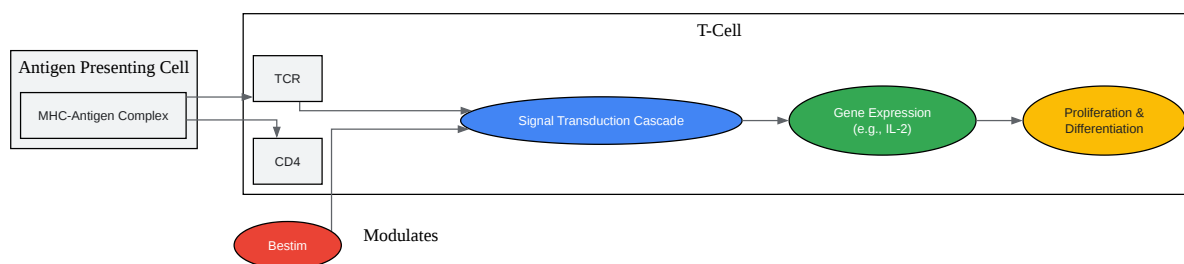 T-Cell
Antigen Presenting Cell
MHC-Antigen Complex
TCR
CD4
Signal Transduction Cascade
Gene Expression
(e.g., IL-2)
Proliferation &
Differentiation
Bestim
Modulates